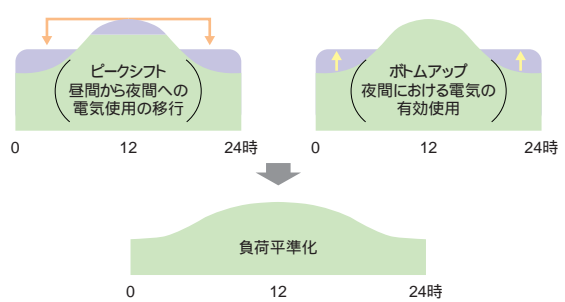 ピークシフト
昼間から夜間への
電気使用の移行
0 12 24時
ボトムアップ
夜間における電気の
有効使用
0 12 24時
負荷平準化
0 12 24時